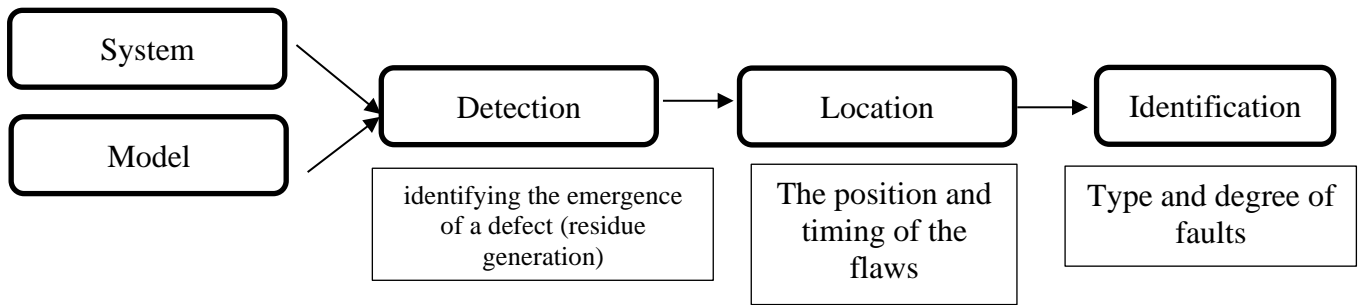 System
Model
Detection
Location
Identification
identifying the emergence
of a defect (residue
generation)
The position and
timing of the
flaws
Type and degree of
faults